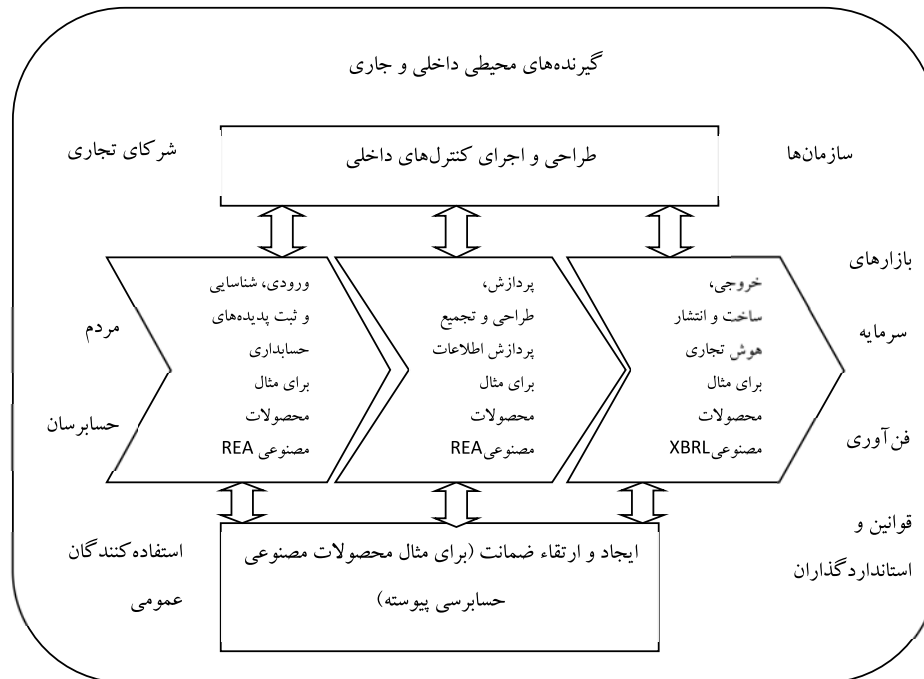 گیرنده‌های محیطی داخلی و جاری
سازمان‌ها
طراحی و اجرای کنترل‌های داخلی
شرکای تجاری
بازارهای
سرمایه
فن‌آوری
قوانین و
استانداردگذاران
خروجی،
ساخت و انتشار
هوش تجاری
برای مثال
محصولات
مصنوعیXBRL
پردازش،
طراحی و تجمیع
پردازش اطلاعات
برای مثال
محصولات
مصنوعیREA
ورودی، شناسایی
و ثبت پدیده‌های
حسابداری
برای مثال
محصولات
مصنوعی REA
مردم
حسابرسان
ایجاد و ارتقاء ضمانت (برای مثال محصولات مصنوعی
حسابرسی پیوسته)
استفاده‌کنندگان
عمومی